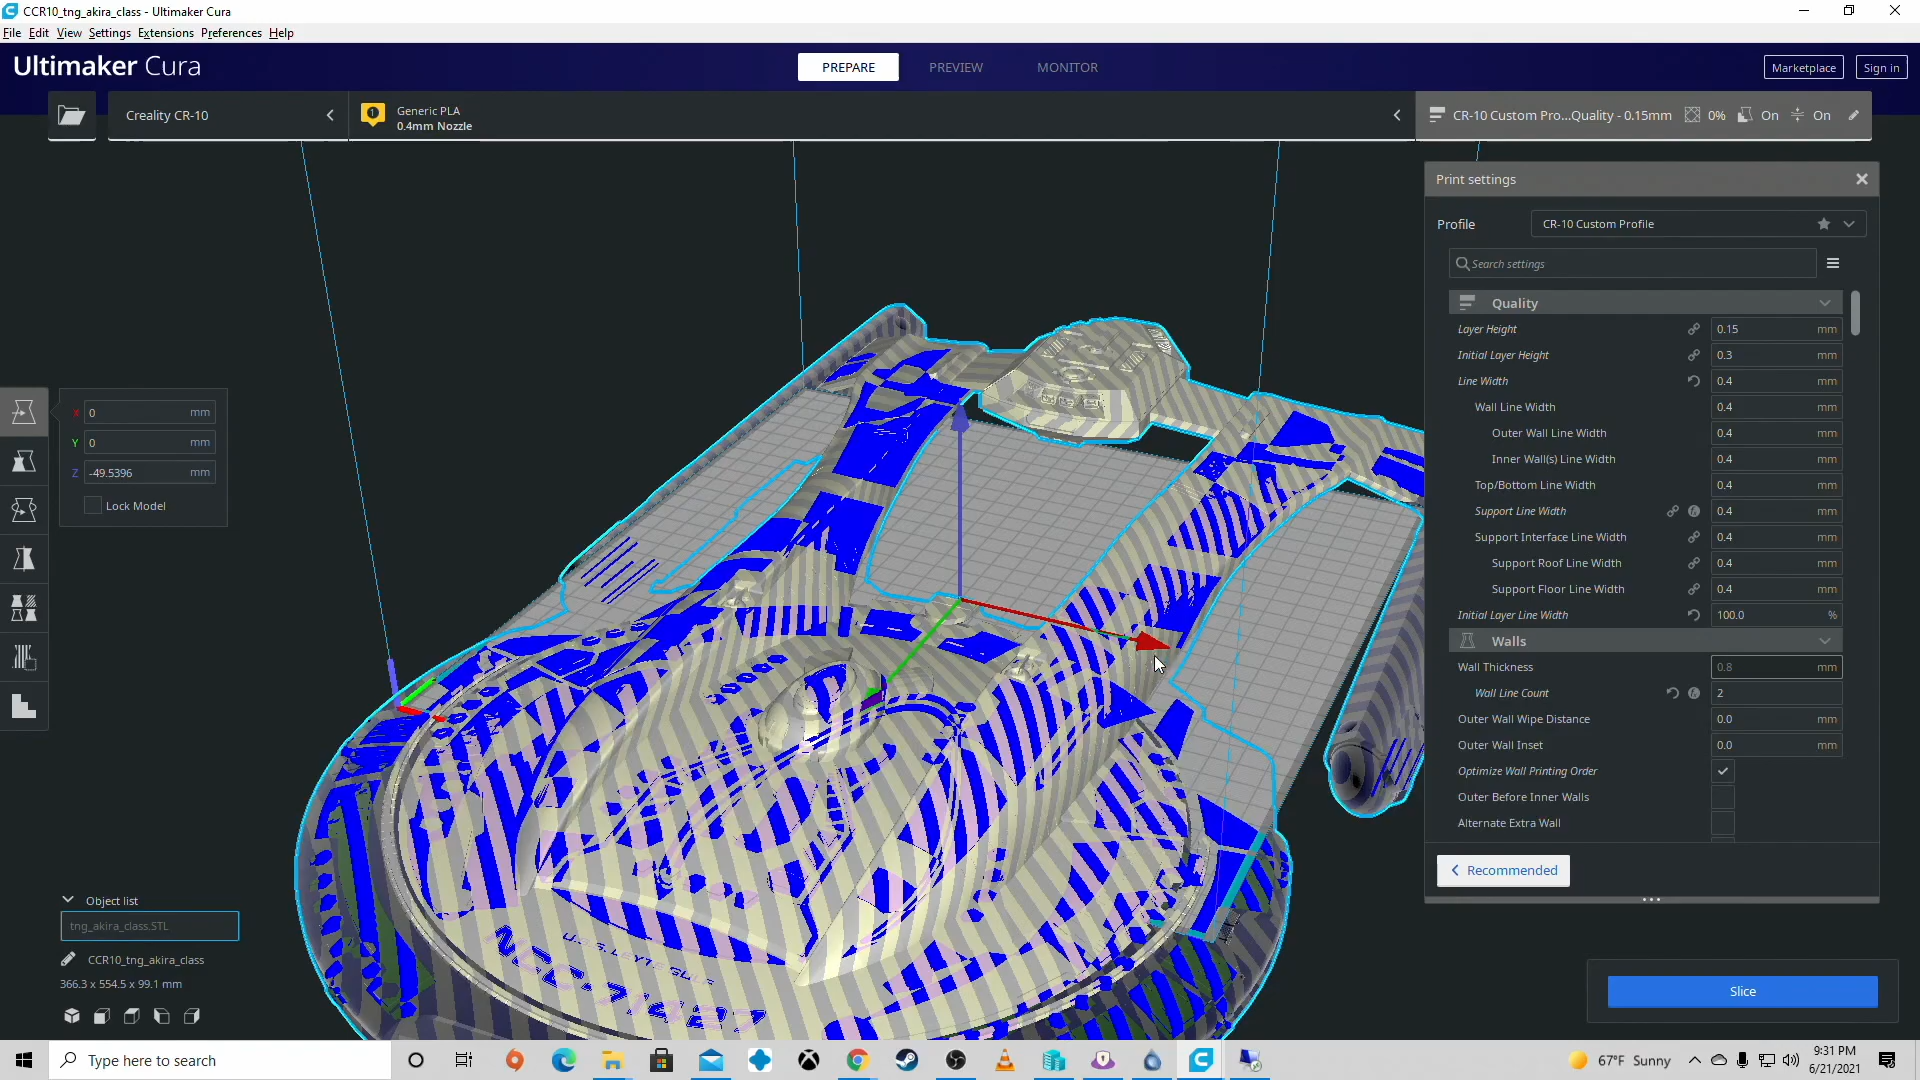 CCR10_tng_akira_class - Ultimaker Cura
File Edit View Settings Extensions Preferences Help
Ultimaker Cura
PREPARE
PREVIEW
MONITOR
Marketplace
Sign in
Creality CR-10
1
Generic PLA
0.4mm Nozzle
CR-10 Custom Pro...Quality - 0.15mm
0%
On
On
Print settings
Profile
CR-10 Custom Profile
Search settings
Quality
Layer Height 0.15 mm
Initial Layer Height 0.3 mm
Line Width 0.4 mm
Wall Line Width 0.4 mm
Outer Wall Line Width 0.4 mm
Inner Wall(s) Line Width 0.4 mm
Top/Bottom Line Width 0.4 mm
Support Line Width 0.4 mm
Support Interface Line Width 0.4 mm
Support Roof Line Width 0.4 mm
Support Floor Line Width 0.4 mm
Initial Layer Line Width 100.0 %
Walls
Wall Thickness 0.8 mm
Wall Line Count 2
Outer Wall Wipe Distance 0.0 mm
Outer Wall Inset 0.0 mm
Optimize Wall Printing Order
Outer Before Inner Walls
Alternate Extra Wall
Recommended
X 0 mm
Y 0 mm
Z -49.5396 mm
Lock Model
U.S.S. LEYTE GULF
NCC-71427
Object list
tng_akira_class.STL
CCR10_tng_akira_class
366.3 x 554.5 x 99.1 mm
Slice
Type here to search
67°F Sunny
9:31 PM
6/21/2021